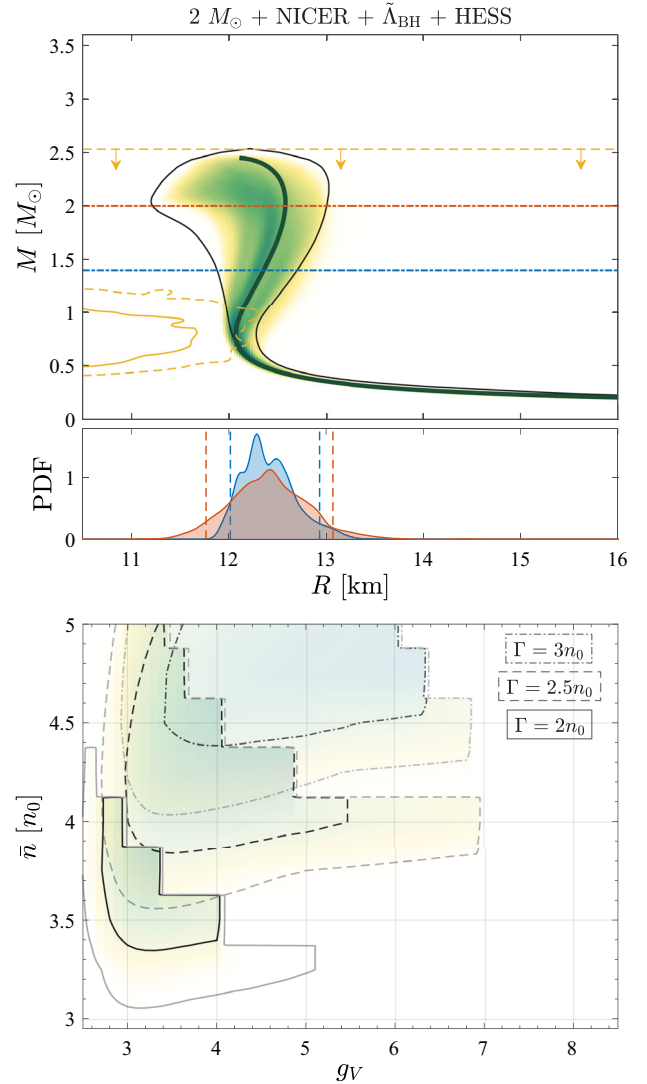 2 M⊙ + NICER + Λ̃BH + HESS
3.5
3
2.5
2
1.5
1
0.5
0
M [M⊙]
1
0
PDF
11 12 13 14 15 16
R [km]
5
4.5
4
3.5
3
n̄ [n0]
Γ = 3n0
Γ = 2.5n0
Γ = 2n0
3 4 5 6 7 8
gV